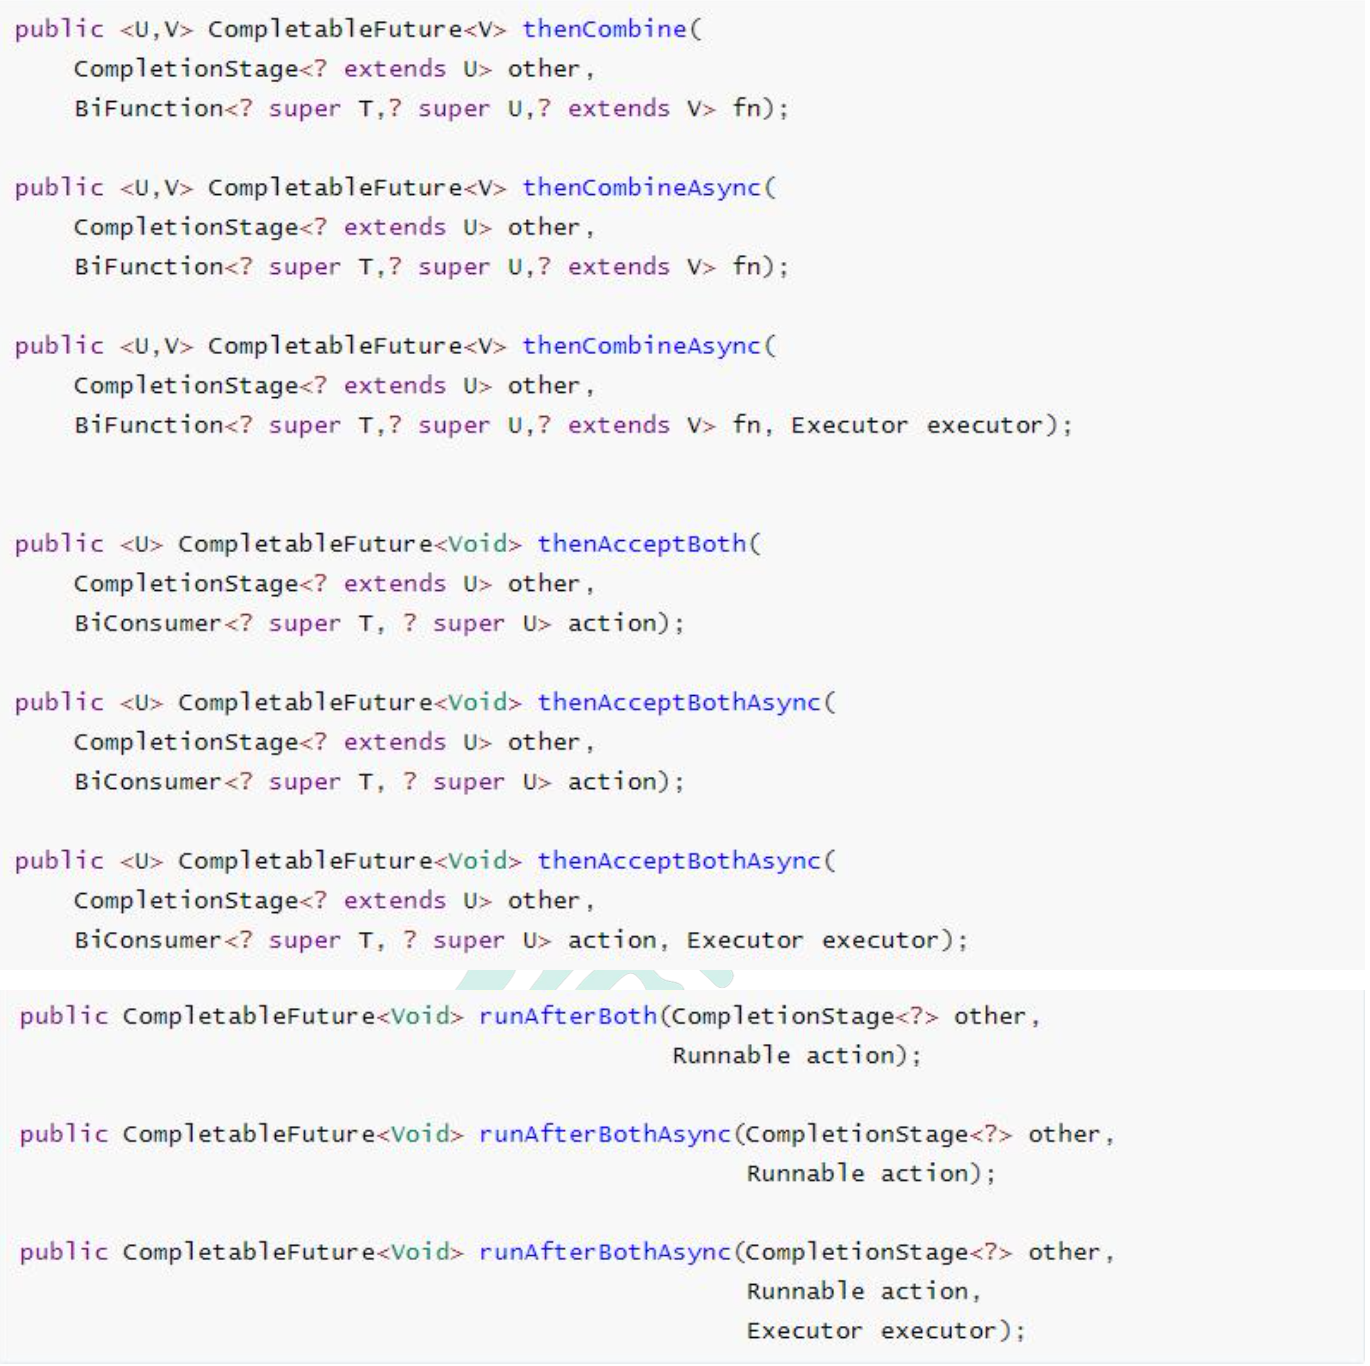 public <U,V> CompletableFuture<V> thenCombine(
    CompletionStage<? extends U> other,
    BiFunction<? super T,? super U,? extends V> fn);

public <U,V> CompletableFuture<V> thenCombineAsync(
    CompletionStage<? extends U> other,
    BiFunction<? super T,? super U,? extends V> fn);

public <U,V> CompletableFuture<V> thenCombineAsync(
    CompletionStage<? extends U> other,
    BiFunction<? super T,? super U,? extends V> fn, Executor executor);

public <U> CompletableFuture<Void> thenAcceptBoth(
    CompletionStage<? extends U> other,
    BiConsumer<? super T, ? super U> action);

public <U> CompletableFuture<Void> thenAcceptBothAsync(
    CompletionStage<? extends U> other,
    BiConsumer<? super T, ? super U> action);

public <U> CompletableFuture<Void> thenAcceptBothAsync(
    CompletionStage<? extends U> other,
    BiConsumer<? super T, ? super U> action, Executor executor);

public CompletableFuture<Void> runAfterBoth(CompletionStage<?> other,
                                            Runnable action);

public CompletableFuture<Void> runAfterBothAsync(CompletionStage<?> other,
                                                 Runnable action);

public CompletableFuture<Void> runAfterBothAsync(CompletionStage<?> other,
                                                 Runnable action,
                                                 Executor executor);